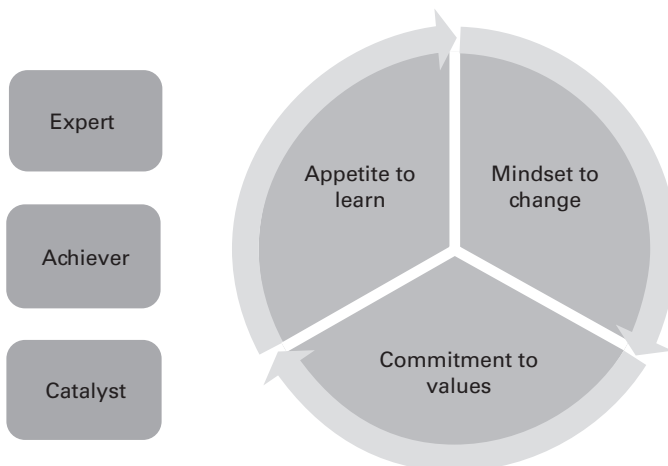 Expert
Achiever
Catalyst
Appetite to
learn
Mindset to
change
Commitment to
values